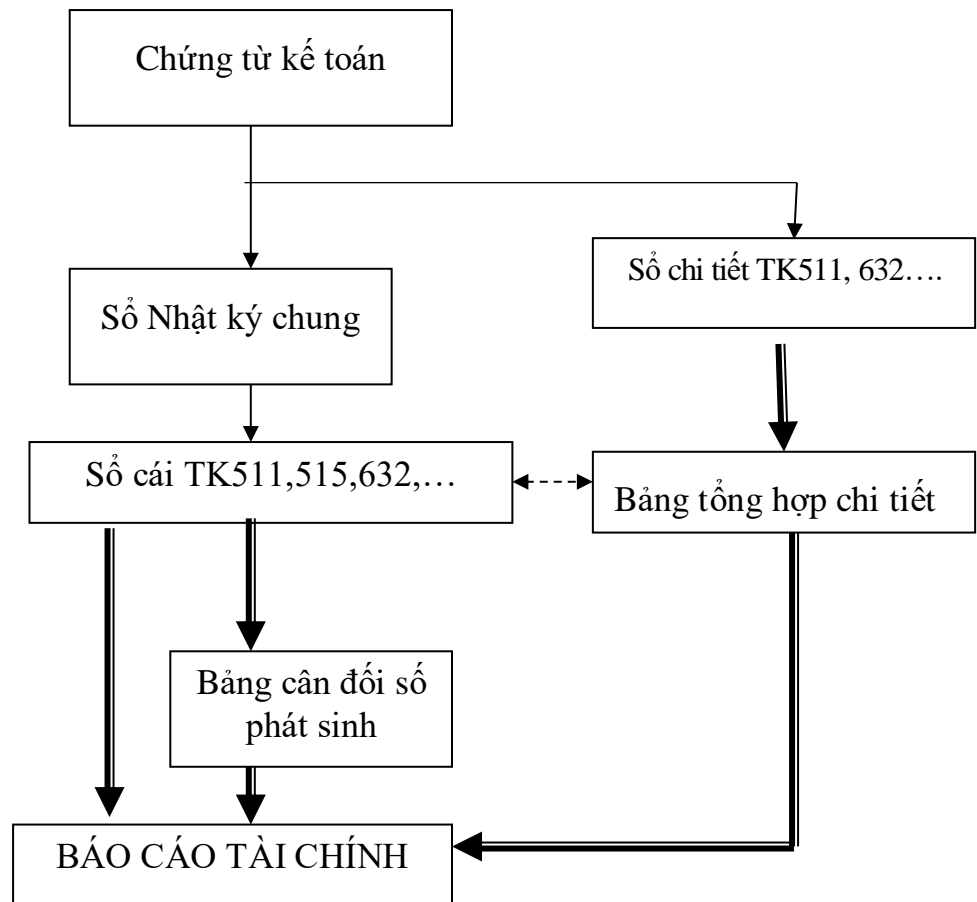 Chứng từ kế toán
Sổ chi tiết TK511, 632….
Sổ Nhật ký chung
Sổ cái TK511,515,632,…
Bảng tổng hợp chi tiết
Bảng cân đối số
phát sinh
BÁO CÁO TÀI CHÍNH